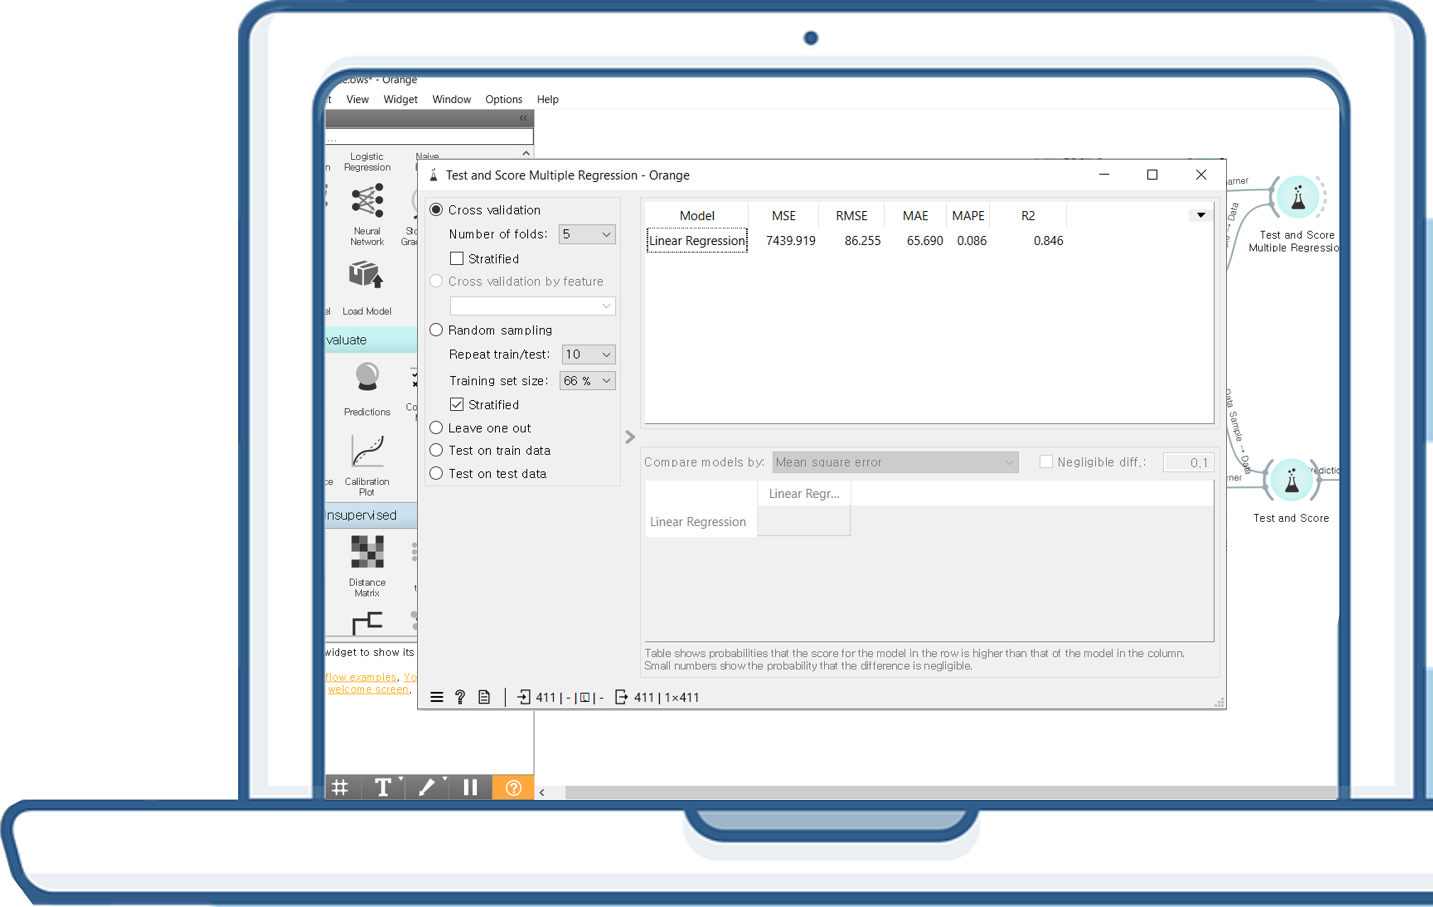 e.ows* - Orange
t View Widget Window Options Help
...
Logistic
Regression
Naive
Neural
Network
Load Model
el
valuate
Predictions
Calibration
Plot
ce
nsupervised
Distance
Matrix
widget to show its
flow examples, Yo
welcome screen.
Test and Score Multiple Regression - Orange
Cross validation
Number of folds: 5
Stratified
Cross validation by feature
Random sampling
Repeat train/test: 10
Training set size: 66 %
Stratified
Leave one out
Test on train data
Test on test data
Model MSE RMSE MAE MAPE R2
Linear Regression 7439.919 86.255 65.690 0.086 0.846
Compare models by: Mean square error Negligible diff.: 0,1
Linear Regr...
Linear Regression
Table shows probabilities that the score for the model in the row is higher than that of the model in the column.
Small numbers show the probability that the difference is negligible.
411 | - | | - 411 | 1×411
arner
→ Data
Test and Score
Multiple Regressio
Data Sample → Data
ner
redictic
Test and Score